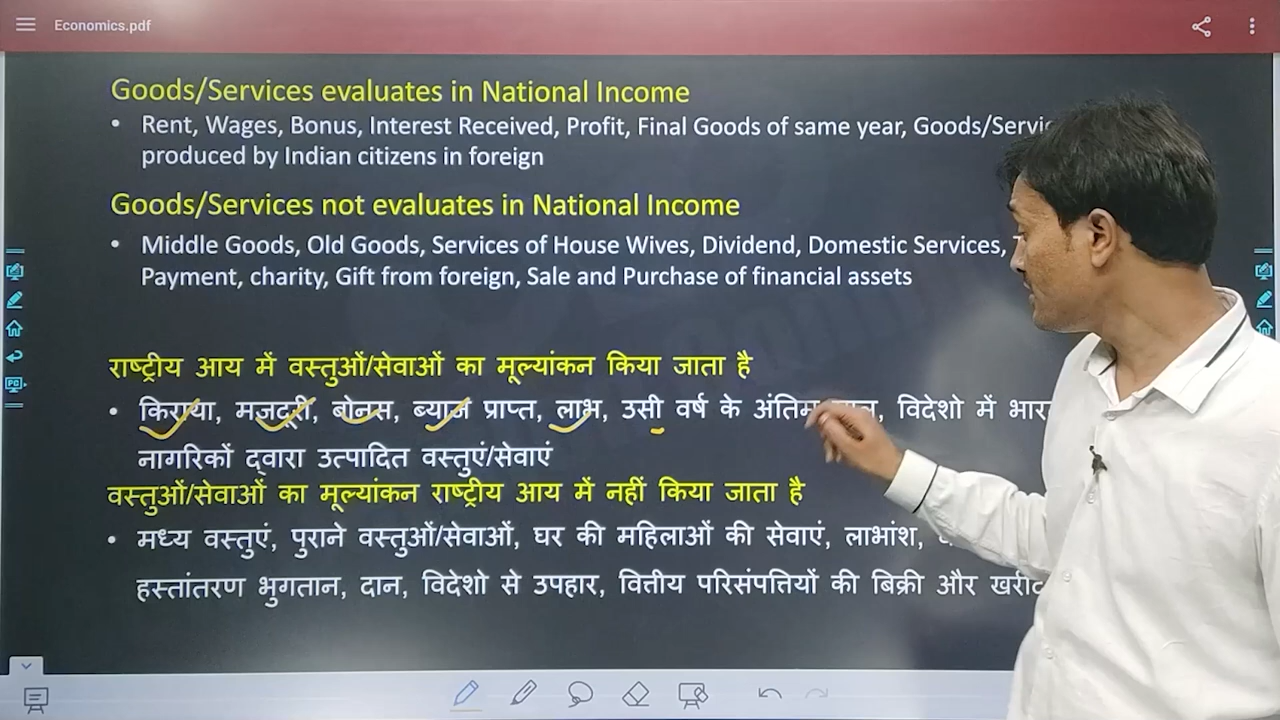 Economics.pdf
Goods/Services evaluates in National Income
• Rent, Wages, Bonus, Interest Received, Profit, Final Goods of same year,
produced by Indian citizens in foreign
Goods/Services not evaluates in National Income
• Middle Goods, Old Goods, Services of House Wives, Dividend, Domestic Services,
Payment, charity, Gift from foreign, Sale and Purchase of financial assets
राष्ट्रीय आय में वस्तुओं/सेवाओं का मूल्यांकन किया जाता है
• किराया, मजदूरी, बोनस, ब्याज प्राप्त, लाभ, उसी वर्ष के अंतिम विदेशो में
नागरिकों द्वारा उत्पादित वस्तुएं/सेवाएं
वस्तुओं/सेवाओं का मूल्यांकन राष्ट्रीय आय में नहीं किया जाता है
• मध्य वस्तुएं, पुराने वस्तुओं/सेवाओं, घर की महिलाओं की सेवाएं, लाभांश,
हस्तांतरण भुगतान, दान, विदेशो से उपहार, वित्तीय परिसंपत्तियों की बिक्री और